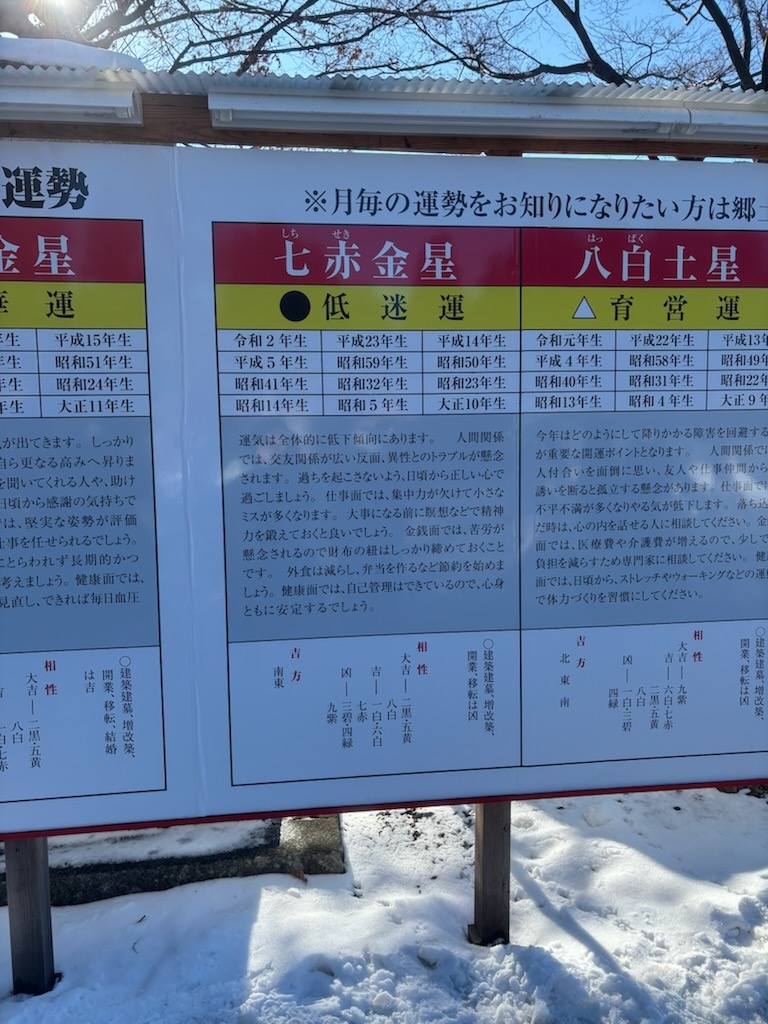 運勢
※月毎の運勢をお知りになりたい方は郷
金星
運
年生 平成15年生
年生 昭和51年生
年生 昭和24年生
年生 大正11年生
が出てきます。 しっかり
自ら更なる高みへ昇りま
を聞いてくれる人や、助け
日頃から感謝の気持ちで
は、堅実な姿勢が評価
仕事を任せられるでしょう。
ことらわれず長期的かつ
考えましょう。健康面では、
見直し、できれば毎日血圧
○建築建墓、増改築、
開業、移転、結婚
は吉
相性
大吉―二黒・五黄
八白
一白・七赤
しち せき
七赤金星
●低迷運
令和2年生 平成23年生 平成14年生
平成5年生 昭和59年生 昭和50年生
昭和41年生 昭和32年生 昭和23年生
昭和14年生 昭和5年生 大正10年生
運気は全体的に低下傾向にあります。 人間関係
では、交友関係が広い反面、異性とのトラブルが懸念
されます。 過ちを起こさないよう、日頃から正しい心で
過ごしましょう。 仕事面では、集中力が欠けて小さな
ミスが多くなります。 大事になる前に瞑想などで精神
力を鍛えておくと良いでしょう。 金銭面では、苦労が
懸念されるので財布の紐はしっかり締めておくこと
です。 外食は減らし、弁当を作るなど節約を始めま
しょう。健康面では、自己管理はできているので、心身
ともに安定するでしょう。
○建築建墓、増改築、
開業、移転は凶
相性
大吉―二黒・五黄
八白
吉―一白・六白
七赤
凶―三碧・四緑
九紫
吉方
南東
はっ ぱく
八白土星
△育営運
令和元年生 平成22年生 平成13年
平成4年生 昭和58年生 昭和49年
昭和40年生 昭和31年生 昭和22年
昭和13年生 昭和4年生 大正9年
今年はどのようにして降りかかる障害を回避する
が重要な開運ポイントとなります。 人間関係で
人付合いを面倒に思い、友人や仕事仲間から
誘いを断ると孤立する懸念があります。仕事面では
不平不満が多くなりやる気が低下します。 落ち込
だ時は、心の内を話せる人に相談してください。金
面では、医療費や介護費が増えるので、少しで
負担を減らすため専門家に相談してください。 健
面では、日頃から、ストレッチやウォーキングなどの運
で体力づくりを習慣にしてください。
○建築建墓、増改築、
開業、移転は凶
相性
大吉―九紫
吉―六白・七赤
二黒・五黄
八白
凶―一白・三碧
四緑
吉方
北 東 南